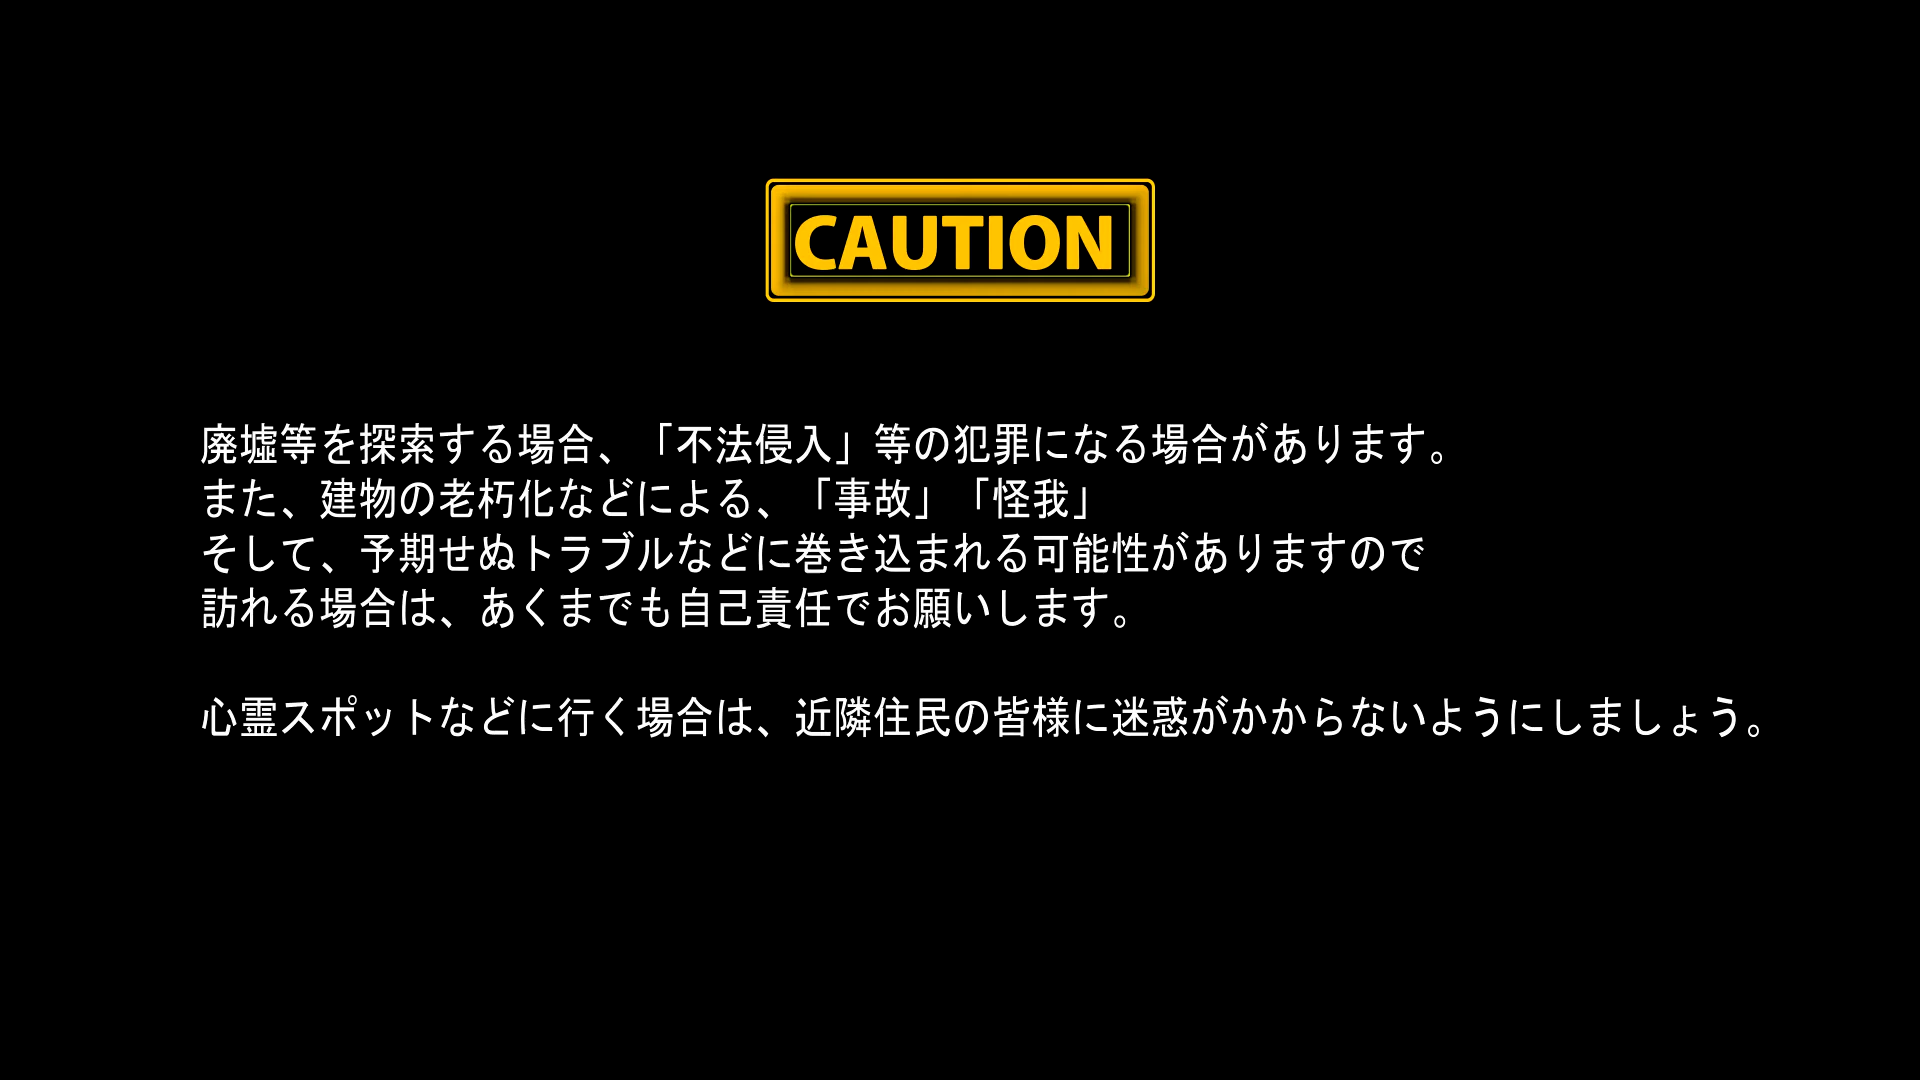 CAUTION
廃墟等を探索する場合、「不法侵入」等の犯罪になる場合があります。
また、建物の老朽化などによる、「事故」「怪我」
そして、予期せぬトラブルなどに巻き込まれる可能性がありますので
訪れる場合は、あくまでも自己責任でお願いします。
心霊スポットなどに行く場合は、近隣住民の皆様に迷惑がかからないようにしましょう。